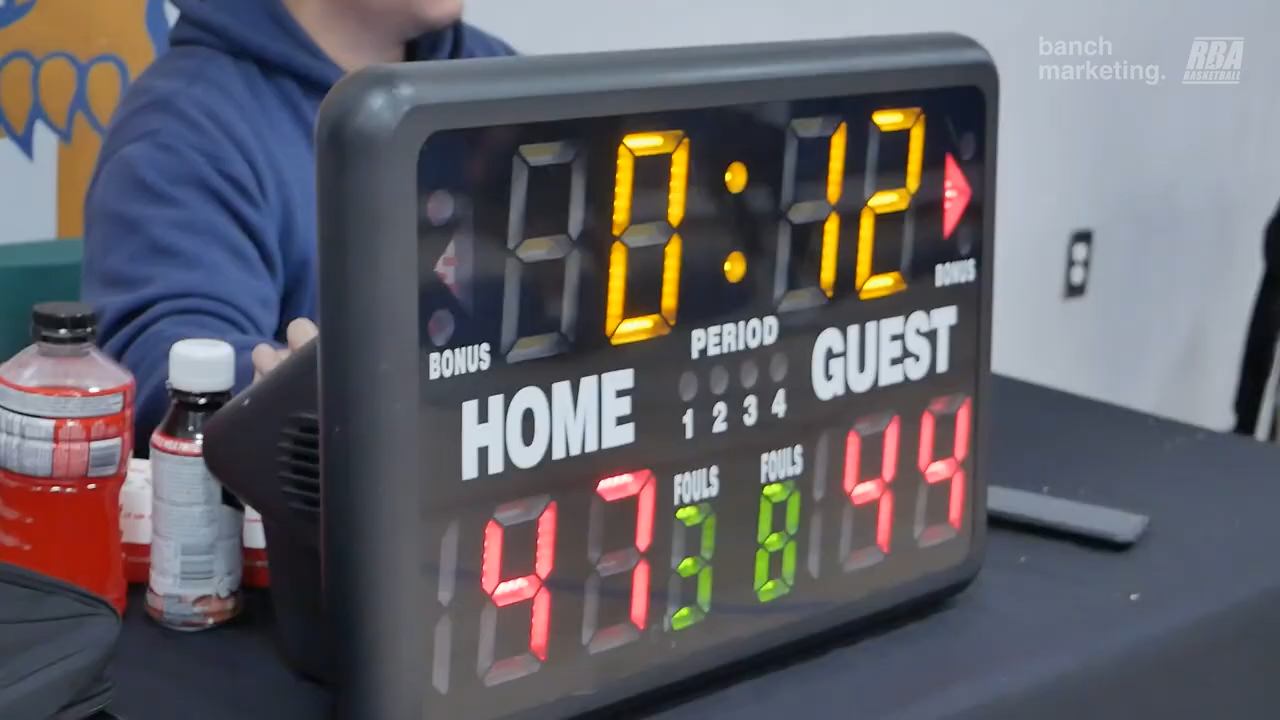 banch
marketing.
RBA
BASKETBALL
0:12
BONUS
BONUS
PERIOD
1 2 3 4
HOME
GUEST
FOULS
FOULS
47
3
8
44